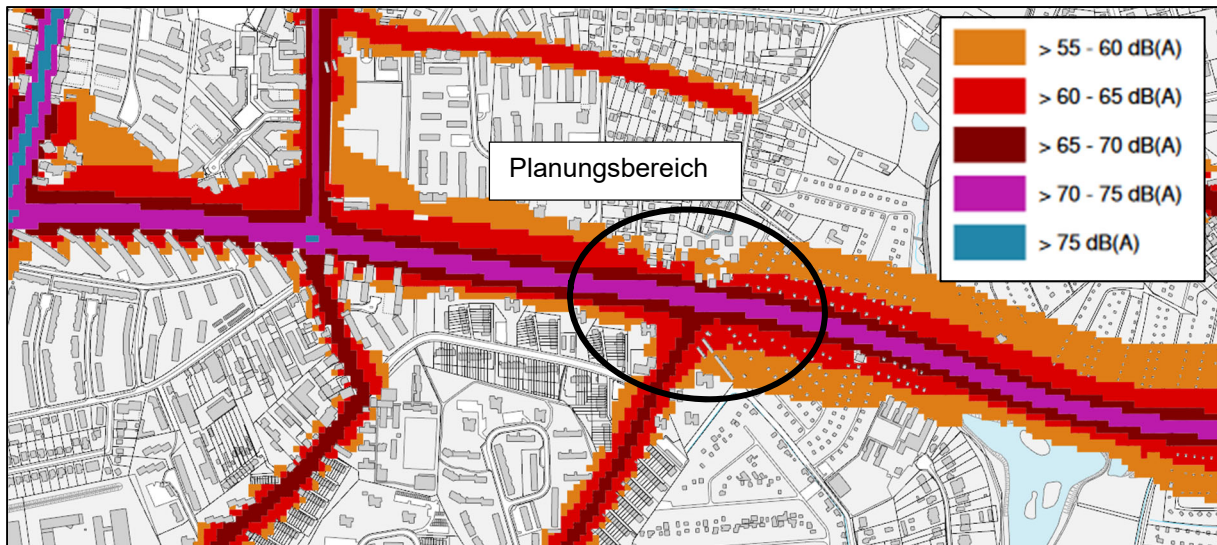 > 55 - 60 dB(A)
> 60 - 65 dB(A)
> 65 - 70 dB(A)
> 70 - 75 dB(A)
> 75 dB(A)
Planungsbereich